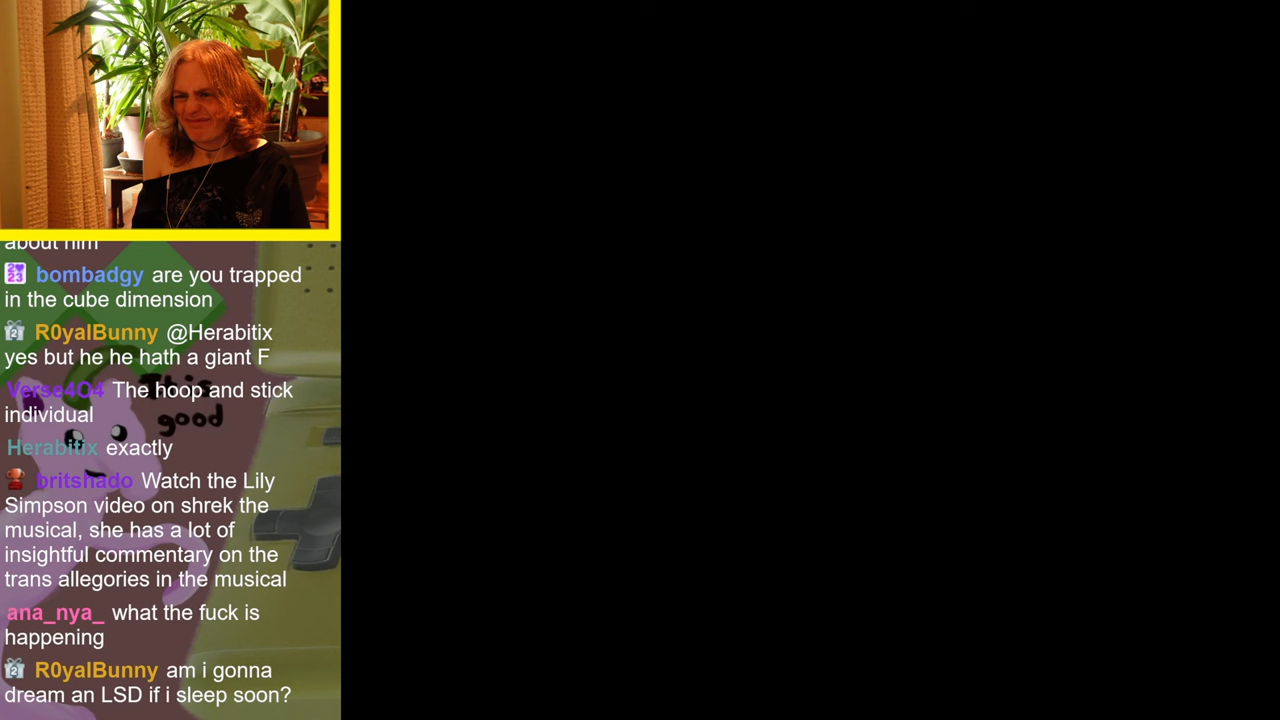 about him
bombadgy are you trapped
in the cube dimension
R0yalBunny @Herabitix
yes but he he hath a giant F
Verse4O4 The hoop and stick
individual
This
good
Herabitix exactly
britshado Watch the Lily
Simpson video on shrek the
musical, she has a lot of
insightful commentary on the
trans allegories in the musical
ana_nya_ what the fuck is
happening
R0yalBunny am i gonna
dream an LSD if i sleep soon?